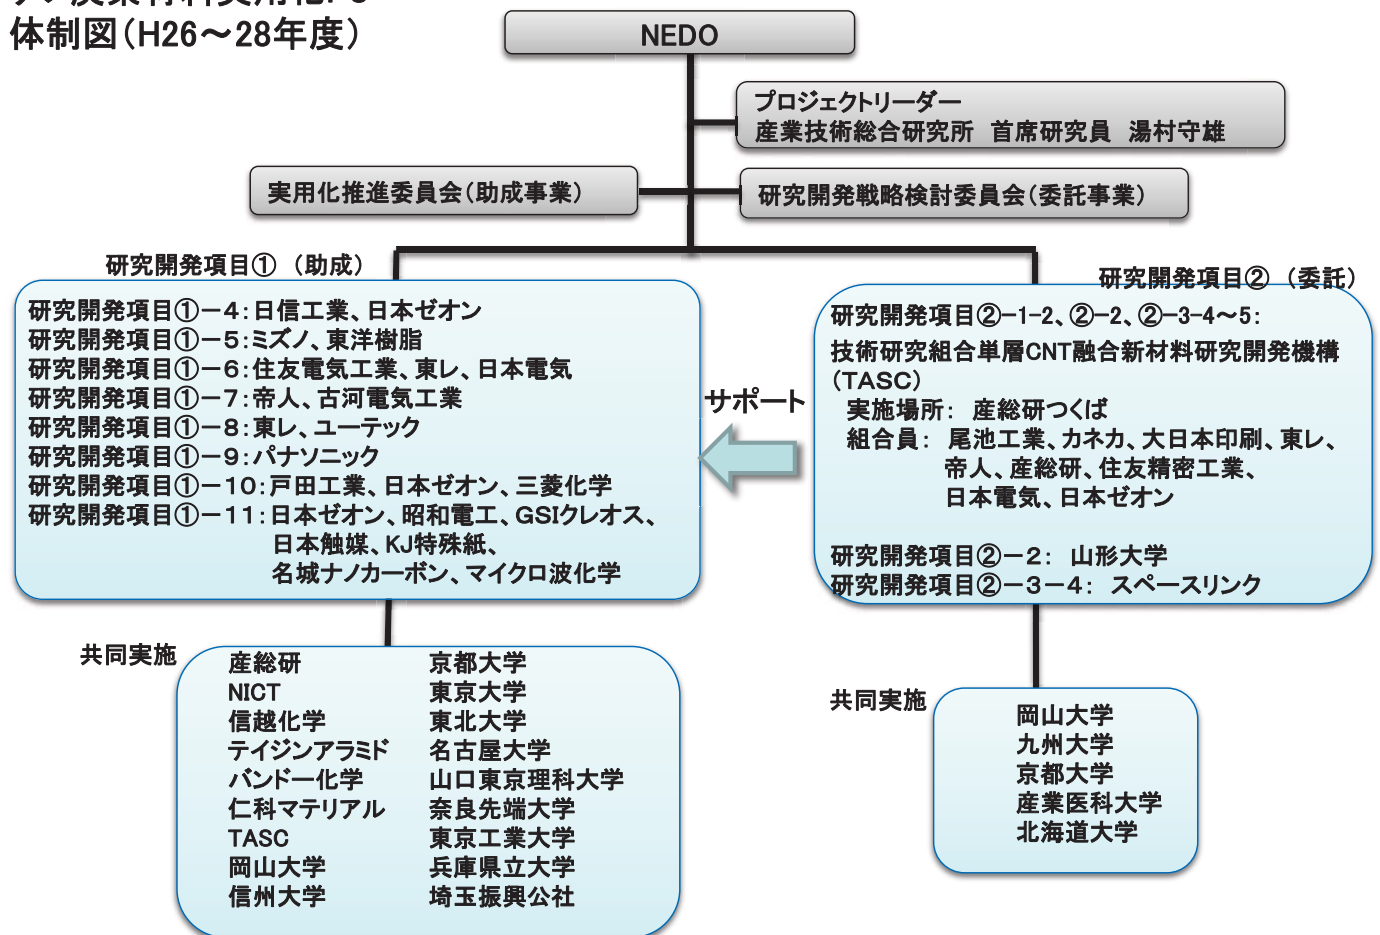 体制図(H26～28年度)
NEDO
プロジェクトリーダー
産業技術総合研究所 首席研究員 湯村守雄
実用化推進委員会(助成事業)
研究開発戦略検討委員会(委託事業)
研究開発項目① (助成)
研究開発項目①－4:日信工業、日本ゼオン
研究開発項目①－5:ミズノ、東洋樹脂
研究開発項目①－6:住友電気工業、東レ、日本電気
研究開発項目①－7:帝人、古河電気工業
研究開発項目①－8:東レ、ユーテック
研究開発項目①－9:パナソニック
研究開発項目①－10:戸田工業、日本ゼオン、三菱化学
研究開発項目①－11:日本ゼオン、昭和電工、GSIクレオス、
日本触媒、KJ特殊紙、
名城ナノカーボン、マイクロ波化学
サポート
研究開発項目② (委託)
研究開発項目②-1-2、②-2、②-3-4～5:
技術研究組合単層CNT融合新材料研究開発機構
(TASC)
実施場所: 産総研つくば
組合員: 尾池工業、カネカ、大日本印刷、東レ、
帝人、産総研、住友精密工業、
日本電気、日本ゼオン
研究開発項目②－2: 山形大学
研究開発項目②－3－4: スペースリンク
共同実施
産総研
NICT
信越化学
テイジンアラミド
バンドー化学
仁科マテリアル
TASC
岡山大学
信州大学
京都大学
東京大学
東北大学
名古屋大学
山口東京理科大学
奈良先端大学
東京工業大学
兵庫県立大学
埼玉振興公社
共同実施
岡山大学
九州大学
京都大学
産業医科大学
北海道大学